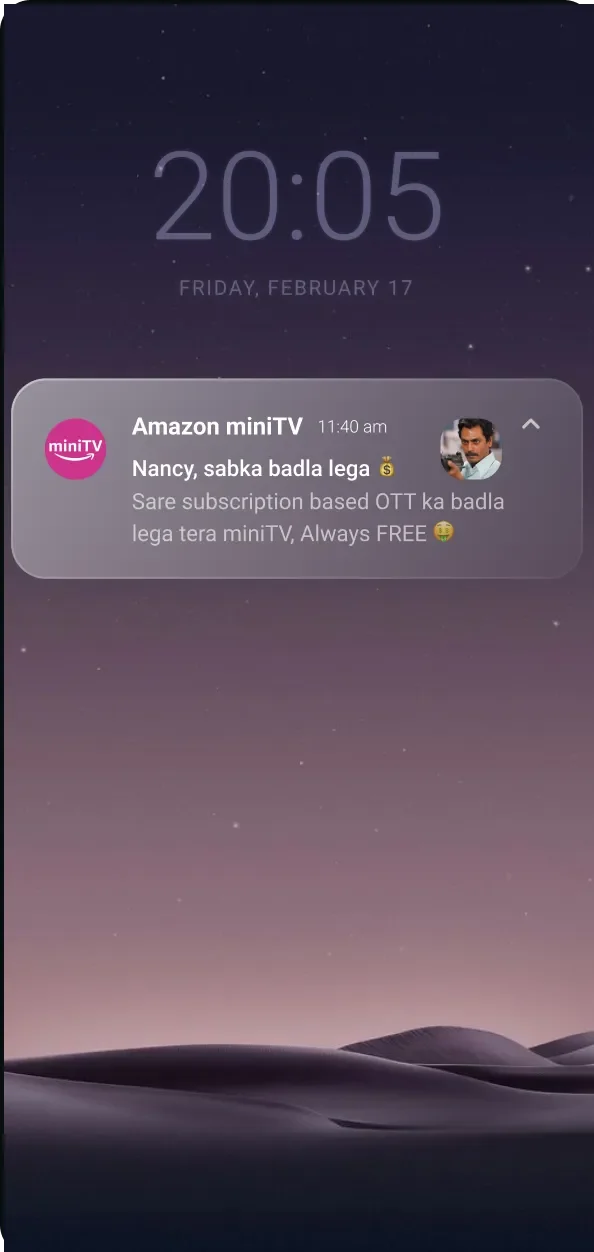 20:05
FRIDAY, FEBRUARY 17
miniTV
Amazon miniTV 11:40 am
Nancy, sabka badla lega 💰
Sare subscription based OTT ka badla
lega tera miniTV, Always FREE 🤑